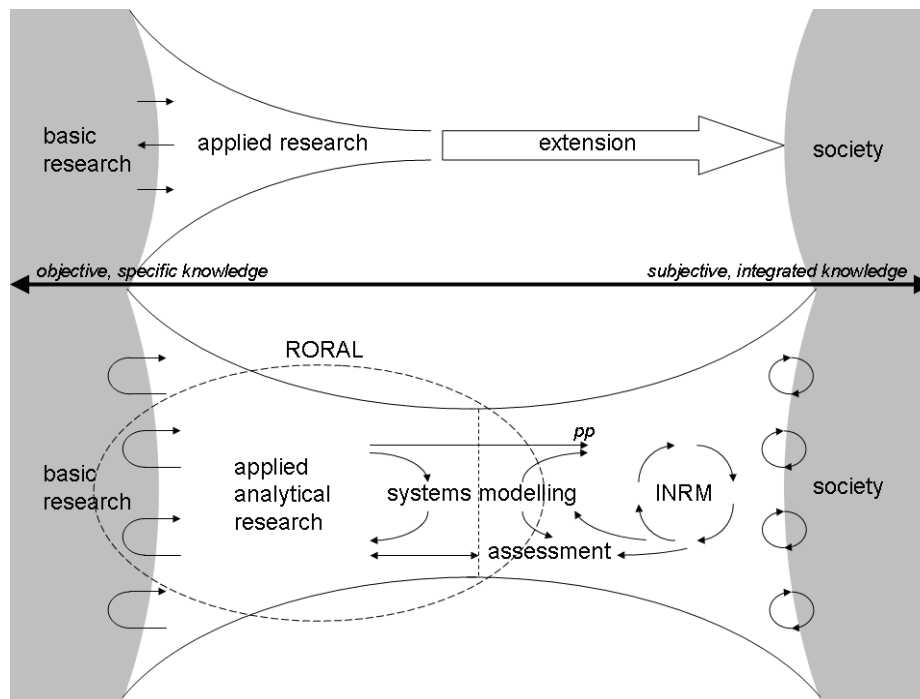 basic
research
applied research
extension
society
objective, specific knowledge
subjective, integrated knowledge
RORAL
pp
basic
research
applied
analytical
research
systems modelling
INRM
society
assessment